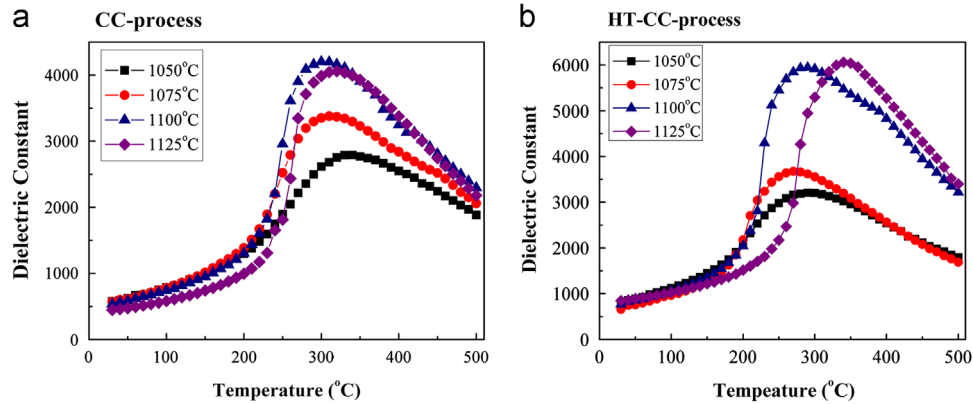 a CC-process
Dielectric Constant
4000
3000
2000
1000
0
1050°C
1075°C
1100°C
1125°C
0 100 200 300 400 500
Temperature (°C)
b HT-CC-process
Dielectric Constant
6000
5000
4000
3000
2000
1000
0
1050°C
1075°C
1100°C
1125°C
0 100 200 300 400 500
Tempeature (°C)